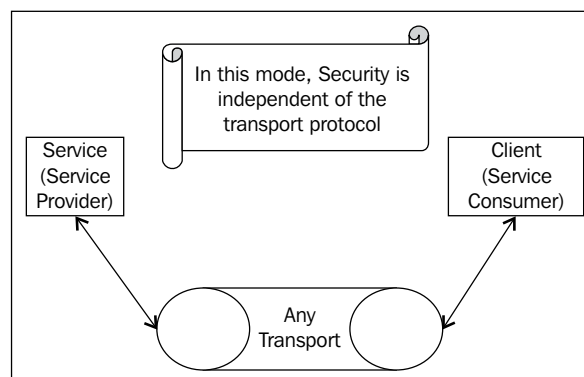 In this mode, Security is
independent of the
transport protocol
Service
(Service
Provider)
Client
(Service
Consumer)
Any
Transport